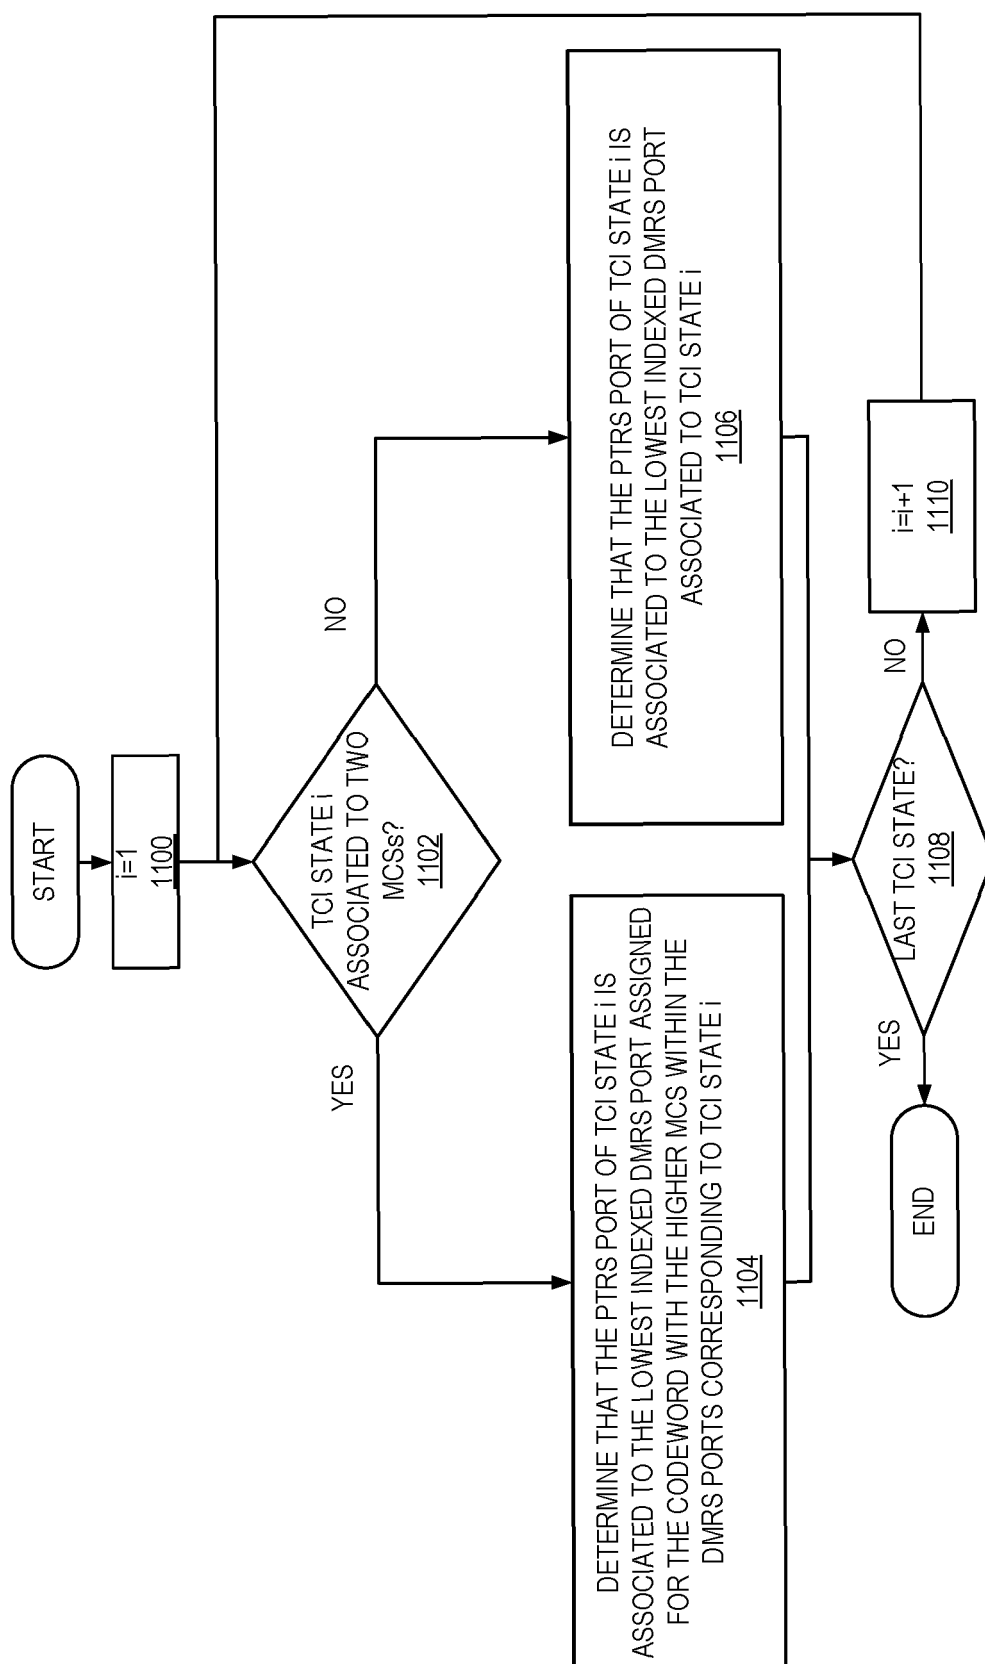 START
i=1
1100
TCI STATE i
ASSOCIATED TO TWO
MCSs?
1102
YES
NO
DETERMINE THAT THE PTRS PORT OF TCI STATE i IS
ASSOCIATED TO THE LOWEST INDEXED DMRS PORT ASSIGNED
FOR THE CODEWORD WITH THE HIGHER MCS WITHIN THE
DMRS PORTS CORRESPONDING TO TCI STATE i
1104
DETERMINE THAT THE PTRS PORT OF TCI STATE i IS
ASSOCIATED TO THE LOWEST INDEXED DMRS PORT
ASSOCIATED TO TCI STATE i
1106
LAST TCI STATE?
1108
YES
NO
END
i=i+1
1110